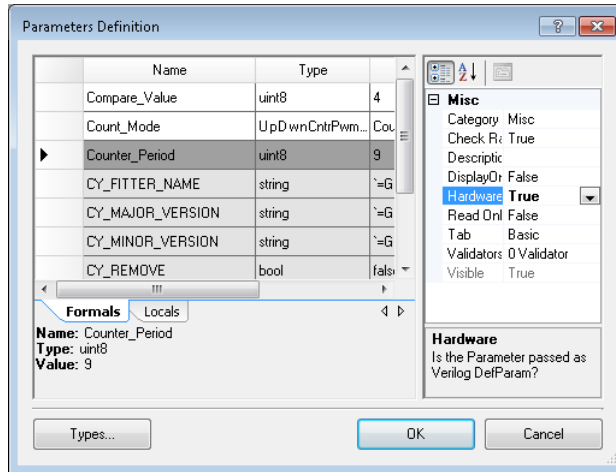 Parameters Definition
Name Type
Compare_Value uint8 4
Count_Mode UpDwnCntrPwm... Cou
Counter_Period uint8 9
CY_FITTER_NAME string `=G
CY_MAJOR_VERSION string `=G
CY_MINOR_VERSION string `=G
CY_REMOVE bool fals
Formals Locals
Name: Counter_Period
Type: uint8
Value: 9
Misc
Category Misc
Check Ra True
Descriptic
DisplayOr False
Hardware True
Read Onl False
Tab Basic
Validators 0 Validator
Visible True
Hardware
Is the Parameter passed as
Verilog DefParam?
Types... OK Cancel